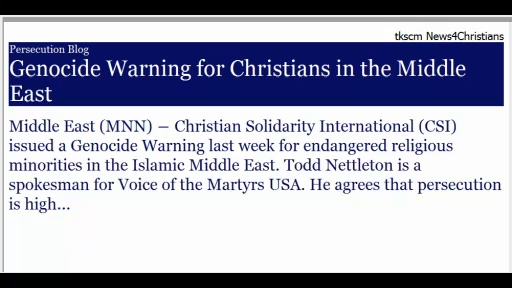 tkscm News4Christians
Persecution Blog
Genocide Warning for Christians in the Middle
East
Middle East (MNN) ― Christian Solidarity International (CSI)
issued a Genocide Warning last week for endangered religious
minorities in the Islamic Middle East. Todd Nettleton is a
spokesman for Voice of the Martyrs USA. He agrees that persecution
is high...